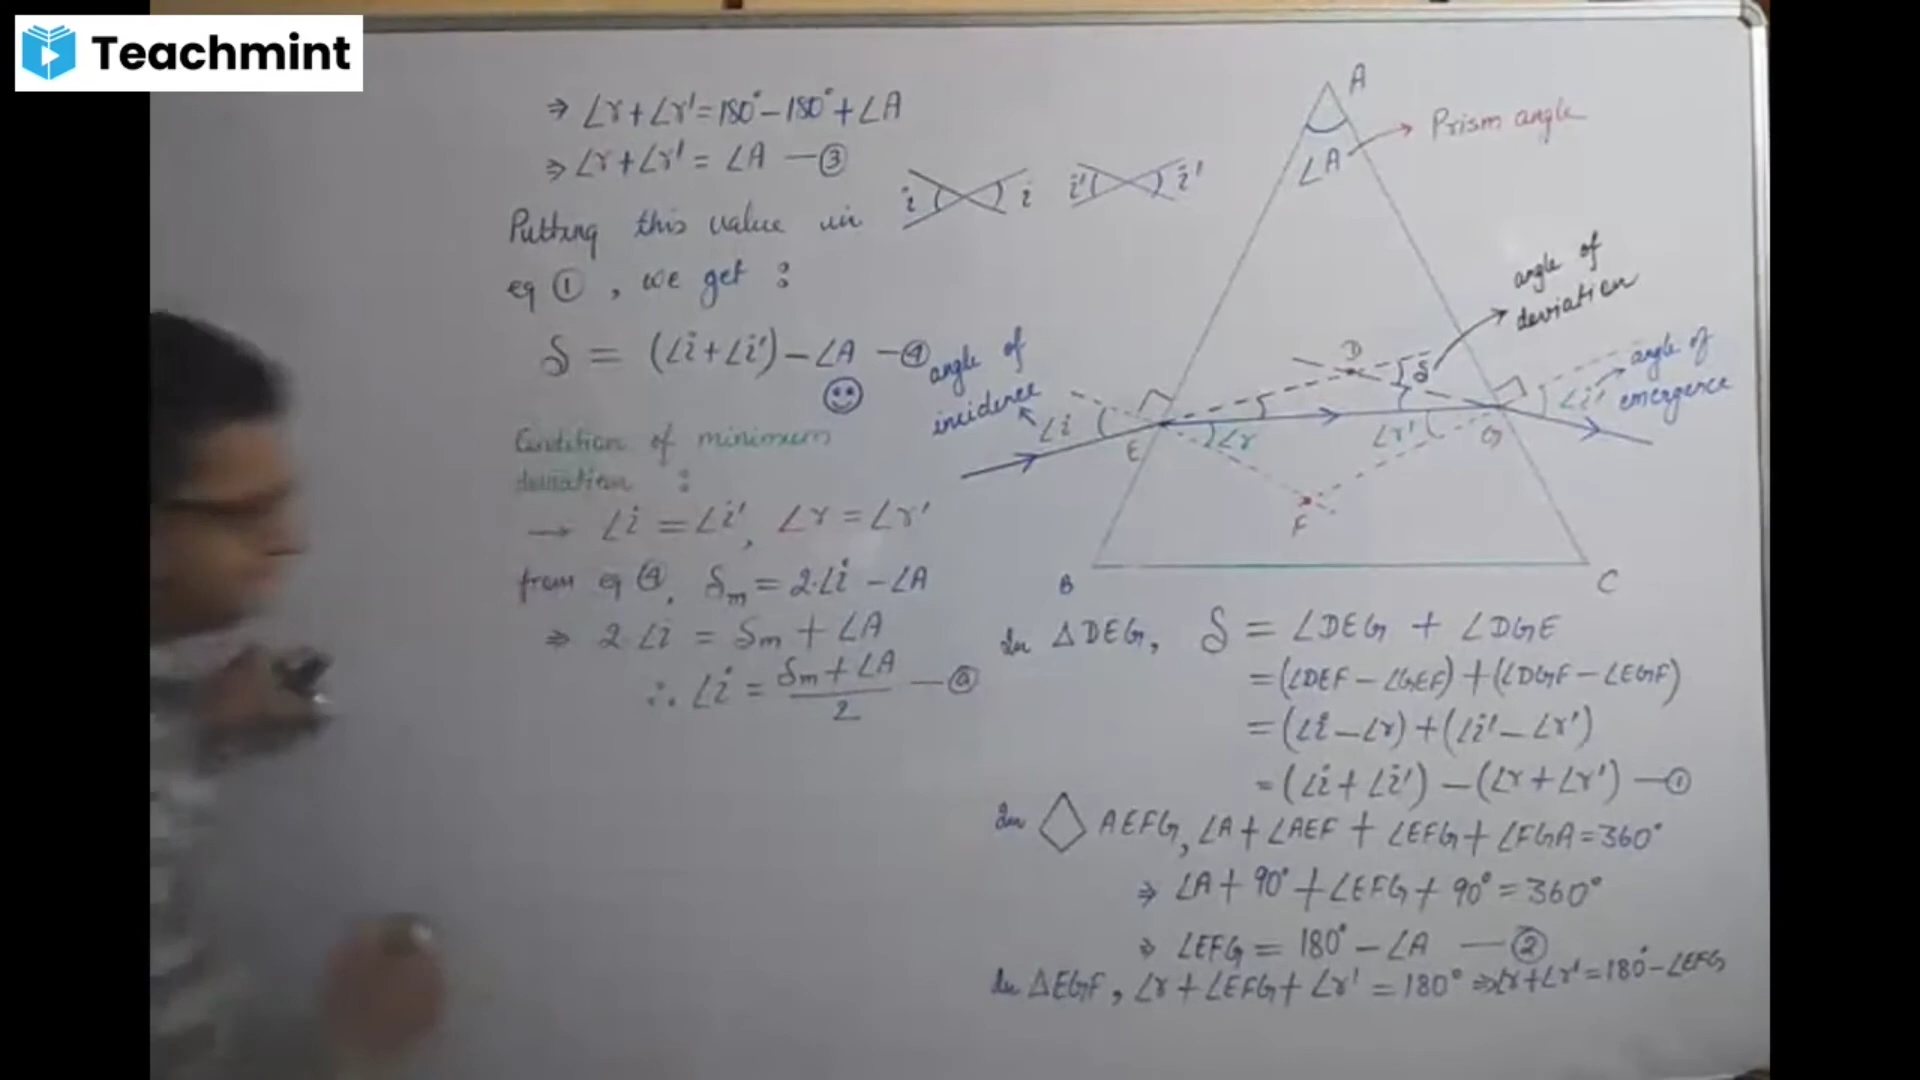 Teachmint
⇒ ∠r+∠r'=180°−180°+∠A
⇒ ∠r+∠r' = ∠A —③
Putting this value in
eq ①, we get :
δ = (∠i+∠i')−∠A —④
Condition of minimum
deviation :
→ ∠i = ∠i', ∠r = ∠r'
from eq ④, δm = 2·∠i − ∠A
⇒ 2·∠i = δm + ∠A
∴ ∠i = (δm + ∠A)/2 —ⓐ
i i
i' i'
A
∠A
Prism angle
angle of
deviation
angle of
incidence
∠i
E
D
δ
∠r
∠r'
G
∠i'
angle of
emergence
F
B
C
In △DEG, δ = ∠DEG + ∠DGE
=(∠DEF − ∠GEF)+(∠DGF − ∠EGF)
=(∠i−∠r)+(∠i'−∠r')
=(∠i+∠i')−(∠r+∠r') —①
In ◇ AEFG, ∠A+∠AEF + ∠EFG+∠FGA=360°
⇒ ∠A+90°+∠EFG+90°=360°
⇒ ∠EFG = 180°−∠A —②
In △EGF, ∠r+∠EFG+∠r' = 180° ⇒∠r+∠r'=180°−∠EFG